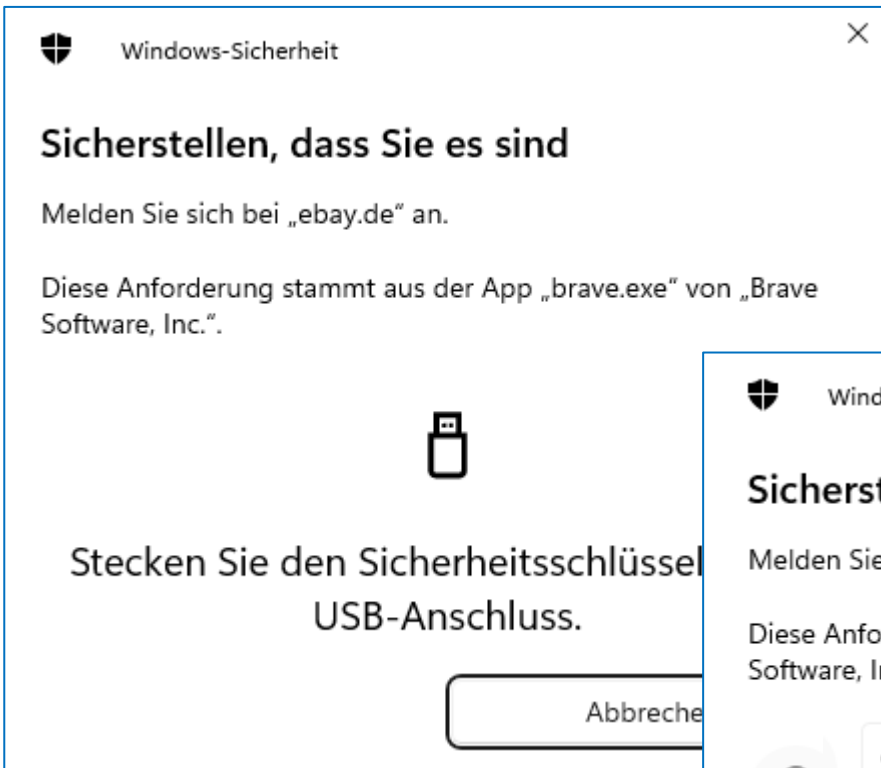 Windows-Sicherheit
Sicherstellen, dass Sie es sind
Melden Sie sich bei „ebay.de“ an.
Diese Anforderung stammt aus der App „brave.exe“ von „Brave
Software, Inc.“.
Stecken Sie den Sicherheitsschlüssel
USB-Anschluss.
Abbreche
Wind
Sicherst
Melden Sie
Diese Anfo
Software, I